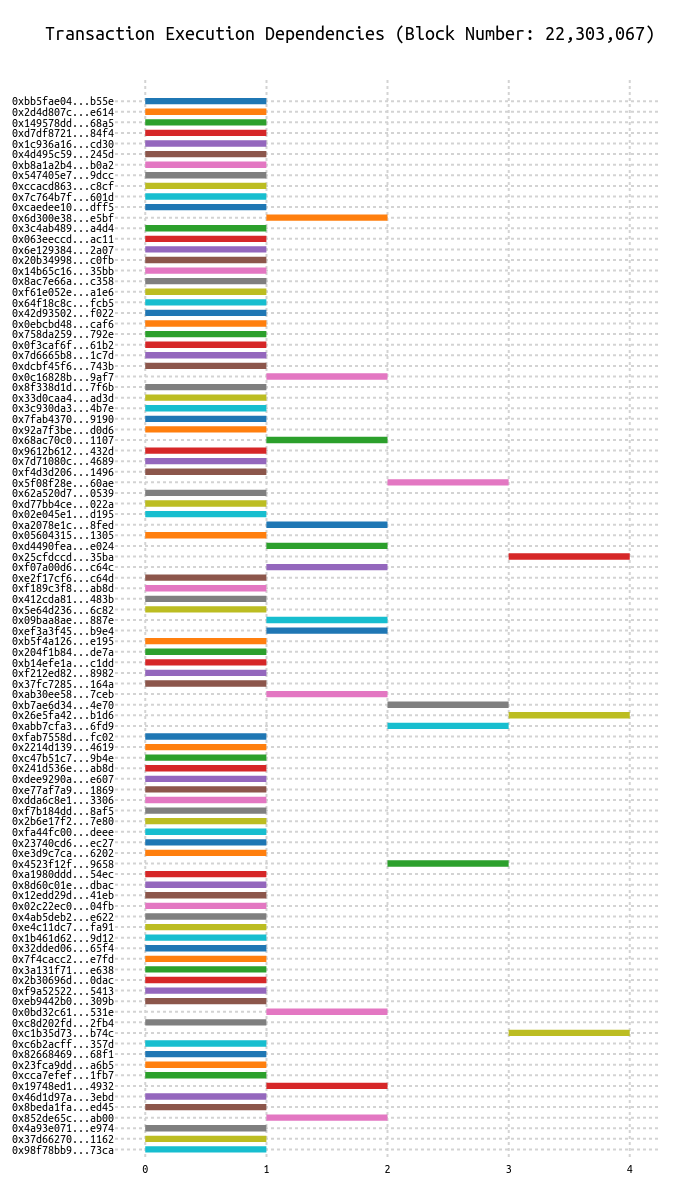 Transaction Execution Dependencies (Block Number: 22,303,067)
0xbb5fae04...b55e
0x2d4d807c...e614
0x149578dd...68a5
0xd7df8721...84f4
0x1c936a16...cd30
0x4d495c59...245d
0xb8a1a2b4...b0a2
0x547405e7...9dcc
0xccacd863...c8cf
0x7c764b7f...601d
0xcaedee10...dff5
0x6d300e38...e5bf
0x3c4ab489...a4d4
0x063eeccd...ac11
0x6e129384...2a07
0x20b34998...c0fb
0x14b65c16...35bb
0x8ac7e66a...c358
0xf61e052e...a1e6
0x64f18c8c...fcb5
0x42d93502...f022
0x0ebcbd48...caf6
0x758da259...792e
0x0f3caf6f...61b2
0x7d6665b8...1c7d
0xdcbf45f6...743b
0x0c16828b...9af7
0x8f338d1d...7f6b
0x33d0caa4...ad3d
0x3c930da3...4b7e
0x7fab4370...9190
0x92a7f3be...d0d6
0x68ac70c0...1107
0x9612b612...432d
0x7d71080c...4689
0xf4d3d206...1496
0x5f08f28e...60ae
0x62a520d7...0539
0xd77bb4ce...022a
0x02e045e1...d195
0xa2078e1c...8fed
0x05604315...1305
0xd4490fea...e024
0x25cfdccd...35ba
0xf07a00d6...c64c
0xe2f17cf6...c64d
0xf189c3f8...ab8d
0x412cda81...483b
0x5e64d236...6c82
0x09baa8ae...887e
0xef3a3f45...b9e4
0xb5f4a126...e195
0x204f1b84...de7a
0xb14efe1a...c1dd
0xf212ed82...8982
0x37fc7285...164a
0xab30ee58...7ceb
0xb7ae6d34...4e70
0x26e5fa42...b1d6
0xabb7cfa3...6fd9
0xfab7558d...fc02
0x2214d139...4619
0xc47b51c7...9b4e
0x241d536e...ab8d
0xdee9290a...e607
0xe77af7a9...1869
0xdda6c8e1...3306
0xf7b184dd...8af5
0x2b6e17f2...7e80
0xfa44fc00...deee
0x23740cd6...ec27
0xe3d9c7ca...6202
0x4523f12f...9658
0xa1980ddd...54ec
0x8d60c01e...dbac
0x12edd29d...41eb
0x02c22ec0...04fb
0x4ab5deb2...e622
0xe4c11dc7...fa91
0x1b461d62...9d12
0x32dded06...65f4
0x7f4cacc2...e7fd
0x3a131f71...e638
0x2b30696d...0dac
0xf9a52522...5413
0xeb9442b0...309b
0x0bd32c61...531e
0xc8d202fd...2fb4
0xc1b35d73...b74c
0xc6b2acff...357d
0x82668469...68f1
0x23fca9dd...a6b5
0xcca7efef...1fb7
0x19748ed1...4932
0x46d1d97a...3ebd
0x8beda1fa...ed45
0x852de65c...ab00
0x4a93e071...e974
0x37d66270...1162
0x98f78bb9...73ca
0 1 2 3 4